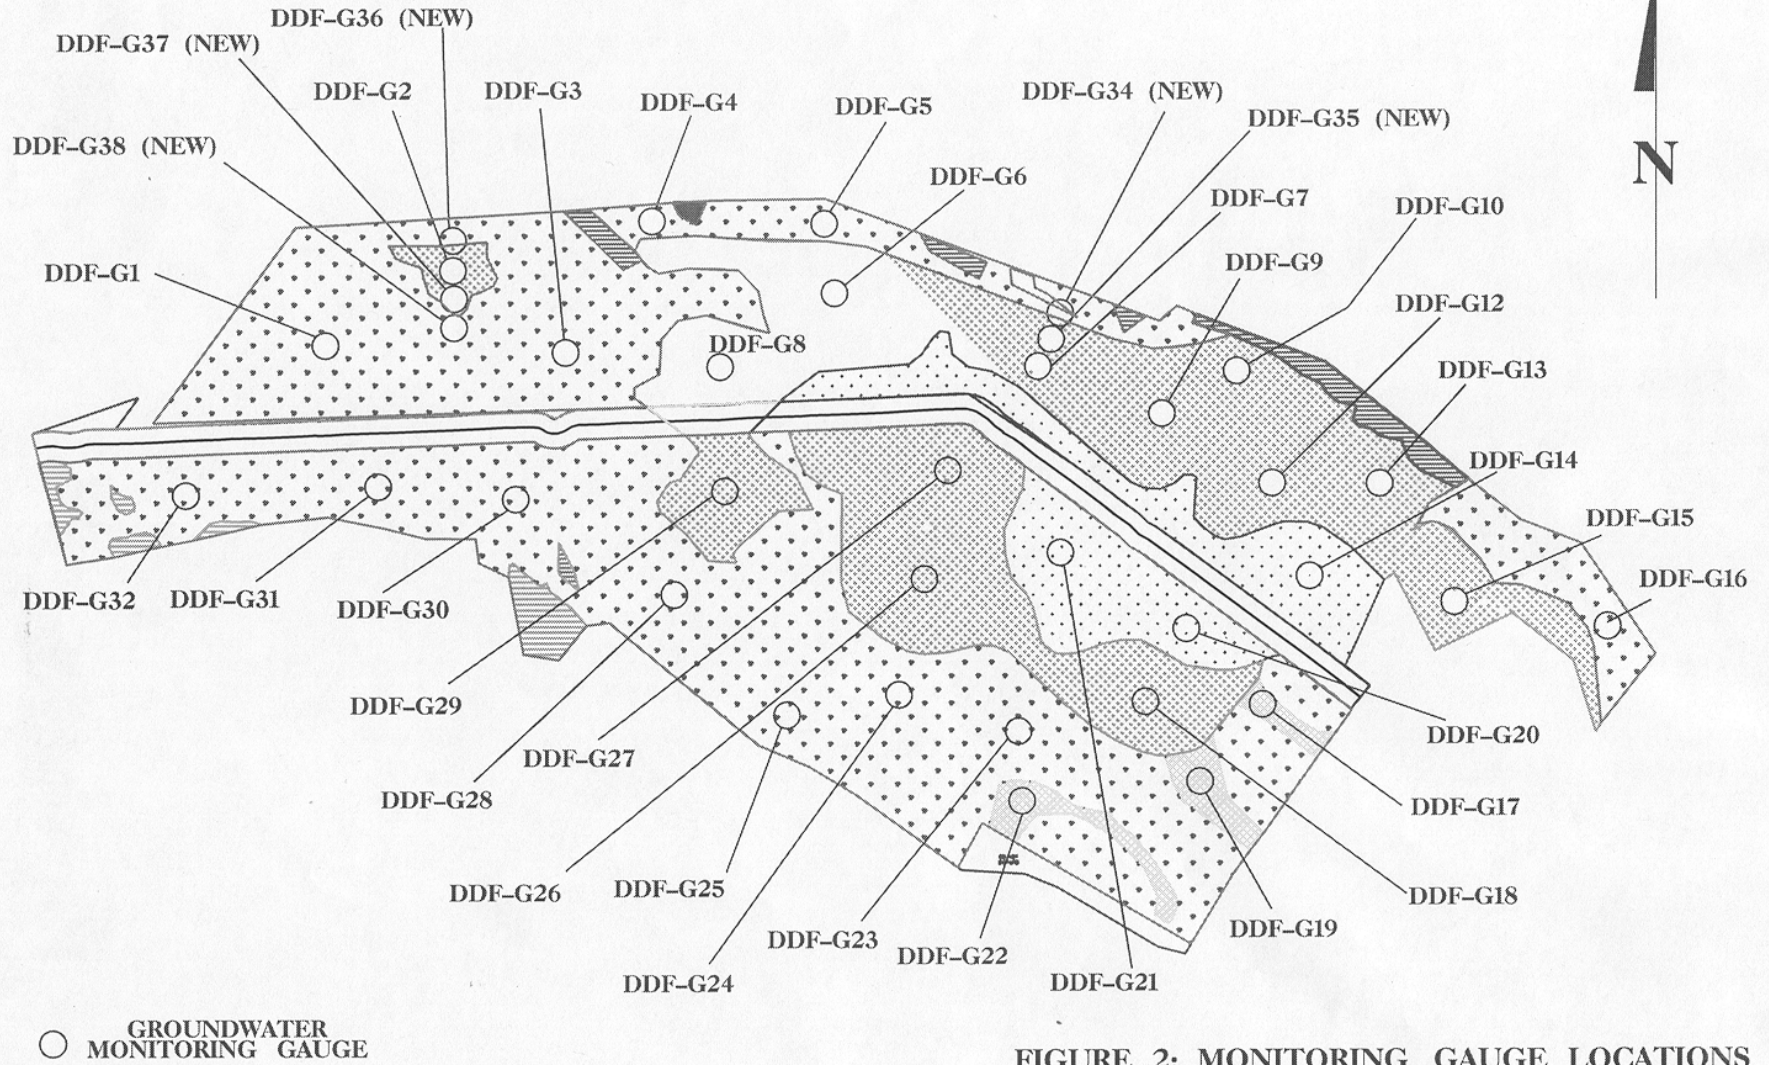 DDF–G36 (NEW)
DDF–G37 (NEW)
DDF–G2
DDF–G3
DDF–G4
DDF–G5
DDF–G34 (NEW)
DDF–G35 (NEW)
DDF–G38 (NEW)
DDF–G6
DDF–G7
DDF–G10
N
DDF–G1
DDF–G9
DDF–G12
DDF–G8
DDF–G13
DDF–G14
DDF–G15
DDF–G16
DDF–G32
DDF–G31
DDF–G30
DDF–G29
DDF–G20
DDF–G27
DDF–G28
DDF–G17
DDF–G26
DDF–G25
DDF–G18
DDF–G19
DDF–G23
DDF–G22
DDF–G24
DDF–G21
GROUNDWATER
MONITORING GAUGE
FIGURE 2: MONITORING GAUGE LOCATIONS